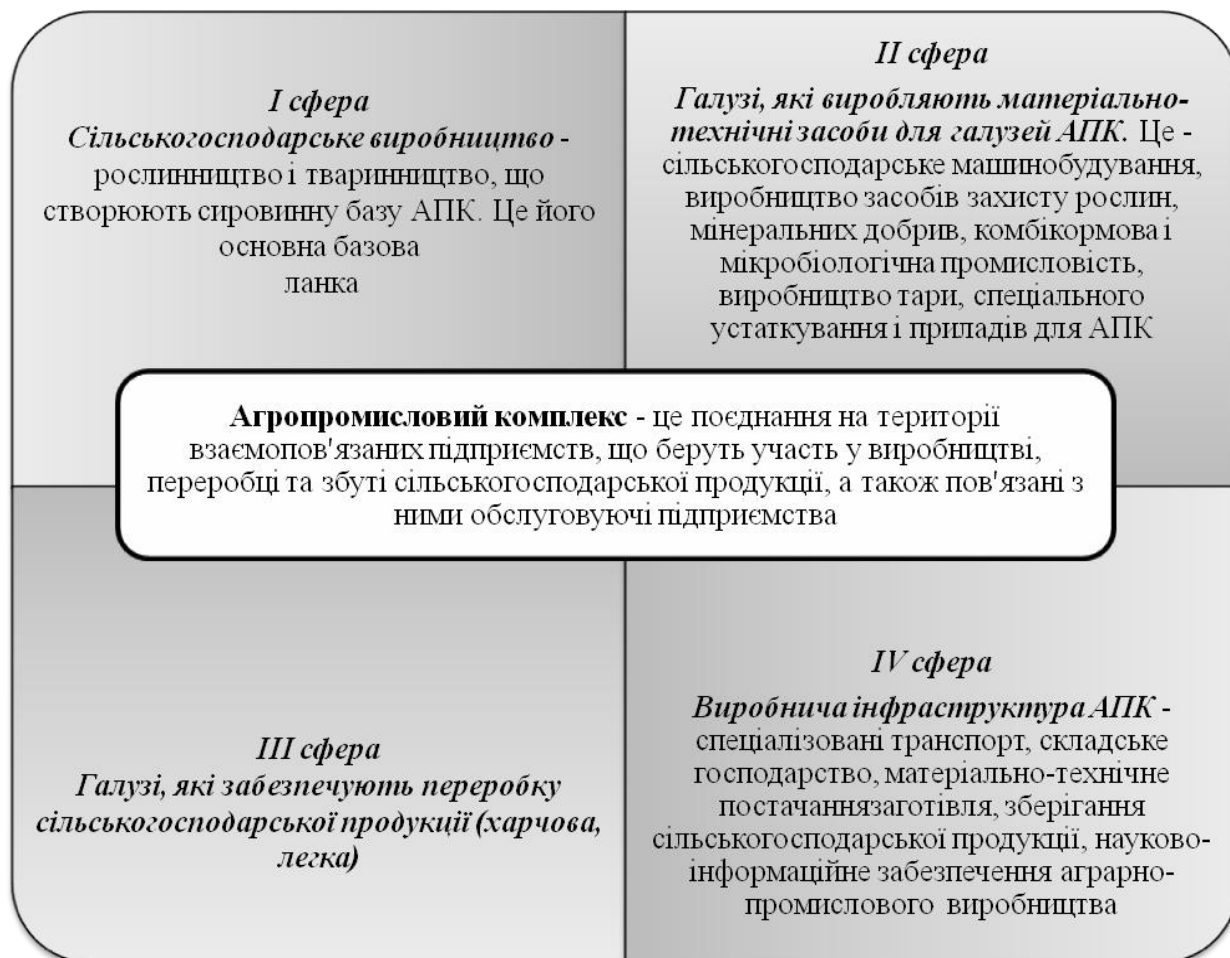 I сфера
Сільськогосподарське виробництво -
рослинництво і тваринництво, що
створюють сировинну базу АПК. Це його
основна базова
ланка
II сфера
Галузі, які виробляють матеріально-
технічні засоби для галузей АПК. Це -
сільськогосподарське машинобудування,
виробництво засобів захисту рослин,
мінеральних добрив, комбікормова і
мікробіологічна промисловість,
виробництво тари, спеціального
устаткування і приладів для АПК
Агропромисловий комплекс - це поєднання на території
взаємопов'язаних підприємств, що беруть участь у виробництві,
переробці та збуті сільськогосподарської продукції, а також пов'язані з
ними обслуговуючі підприємства
III сфера
Галузі, які забезпечують переробку
сільськогосподарської продукції (харчова,
легка)
IV сфера
Виробнича інфраструктура АПК -
спеціалізовані транспорт, складське
господарство, матеріально-технічне
постачаннязаготівля, зберігання
сільськогосподарської продукції, науково-
інформаційне забезпечення аграрно-
промислового виробництва